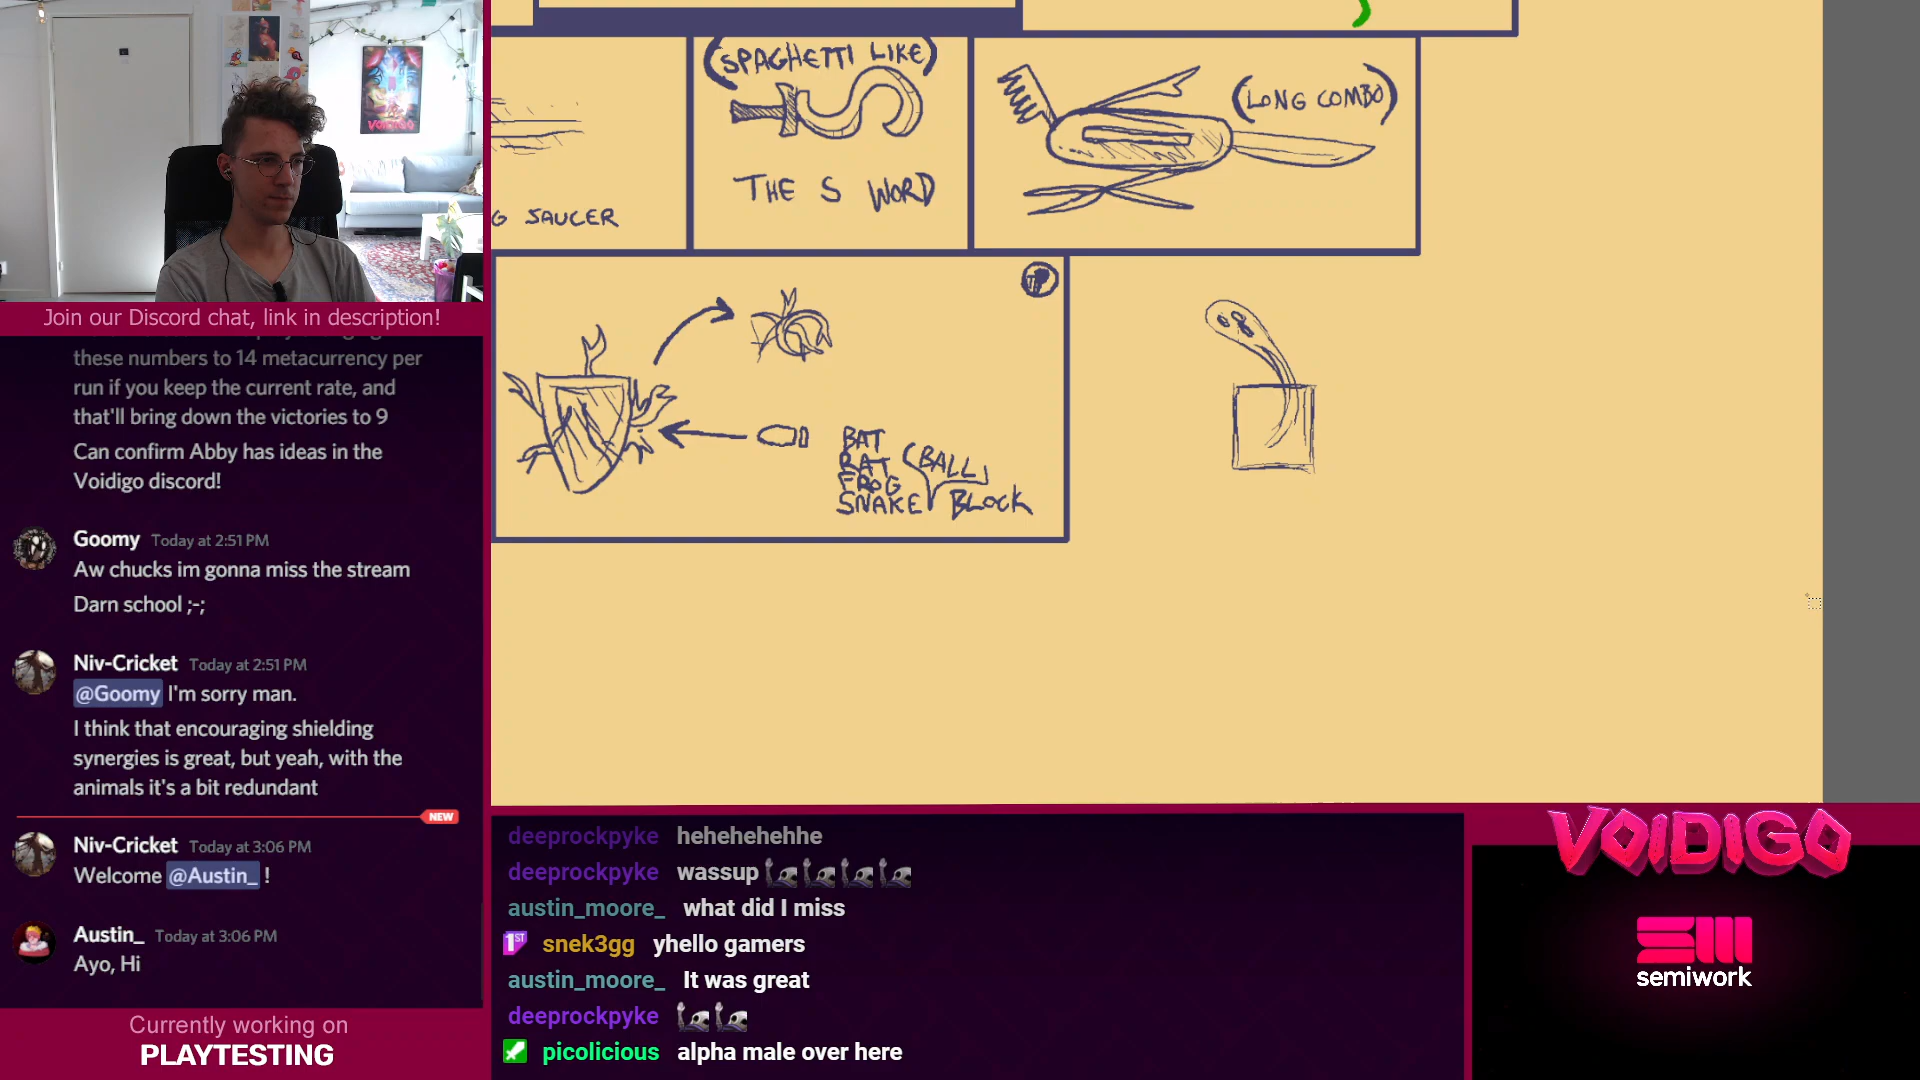 VOIDIGO
Join our Discord chat, link in description!
these numbers to 14 metacurrency per
run if you keep the current rate, and
that'll bring down the victories to 9
Can confirm Abby has ideas in the
Voidigo discord!
Goomy Today at 2:51 PM
Aw chucks im gonna miss the stream
Darn school ;-;
Niv-Cricket Today at 2:51 PM
@Goomy I'm sorry man.
I think that encouraging shielding
synergies is great, but yeah, with the
animals it's a bit redundant
NEW
Niv-Cricket Today at 3:06 PM
Welcome @Austin_ !
Austin_ Today at 3:06 PM
Ayo, Hi
Currently working on
PLAYTESTING
G SAUCER
(SPAGHETTI LIKE)
THE S WORD
(LONG COMBO)
BAT
RAT
FROG
SNAKE
BALL
BLOCK
deeprockpyke hehehehehhe
deeprockpyke wassup
austin_moore_ what did I miss
1ST snek3gg yhello gamers
austin_moore_ It was great
deeprockpyke
picolicious alpha male over here
VOIDIGO
semiwork